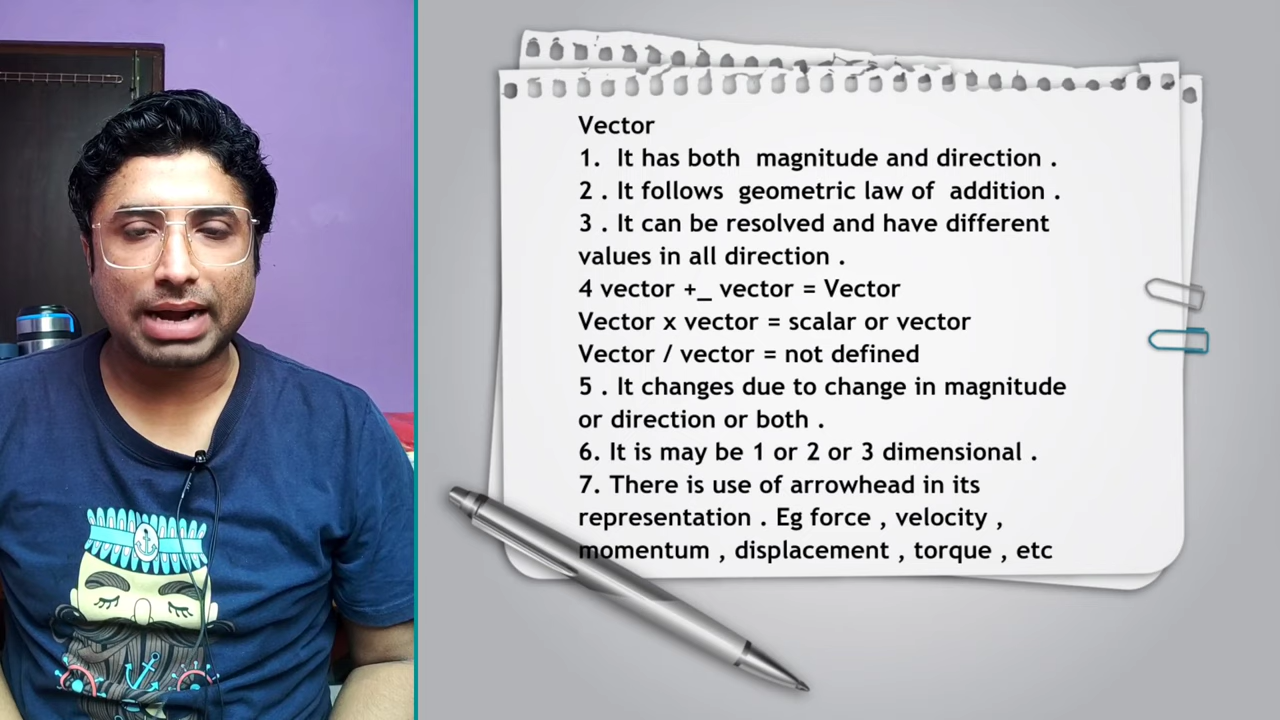 Vector
1. It has both magnitude and direction .
2 . It follows geometric law of addition .
3 . It can be resolved and have different
values in all direction .
4 vector +_ vector = Vector
Vector x vector = scalar or vector
Vector / vector = not defined
5 . It changes due to change in magnitude
or direction or both .
6. It is may be 1 or 2 or 3 dimensional .
7. There is use of arrowhead in its
representation . Eg force , velocity ,
momentum , displacement , torque , etc